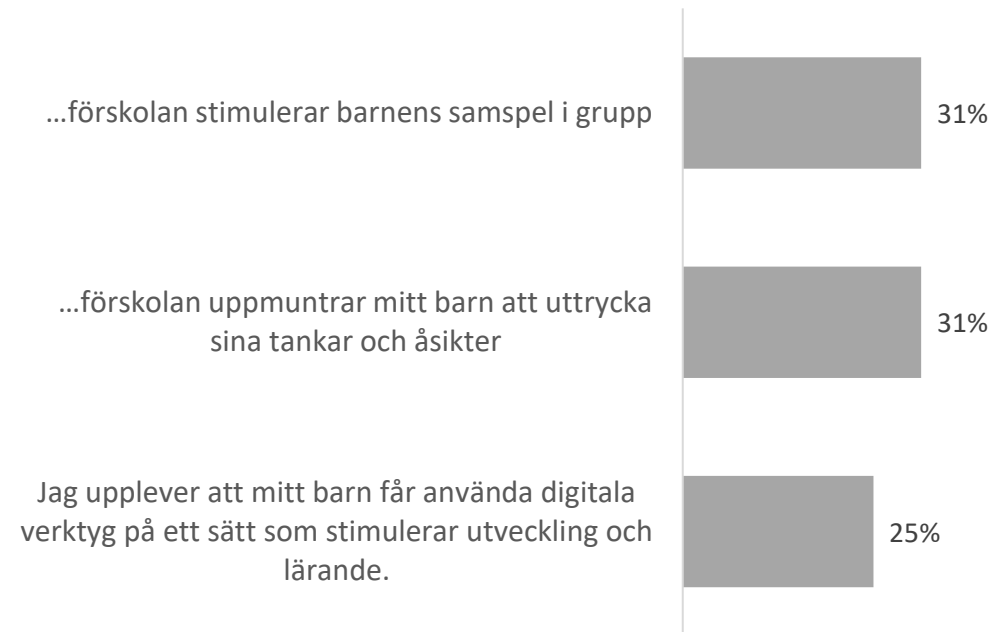 ...förskolan stimulerar barnens samspel i grupp
31%
...förskolan uppmuntrar mitt barn att uttrycka
sina tankar och åsikter
31%
Jag upplever att mitt barn får använda digitala
verktyg på ett sätt som stimulerar utveckling och
lärande.
25%